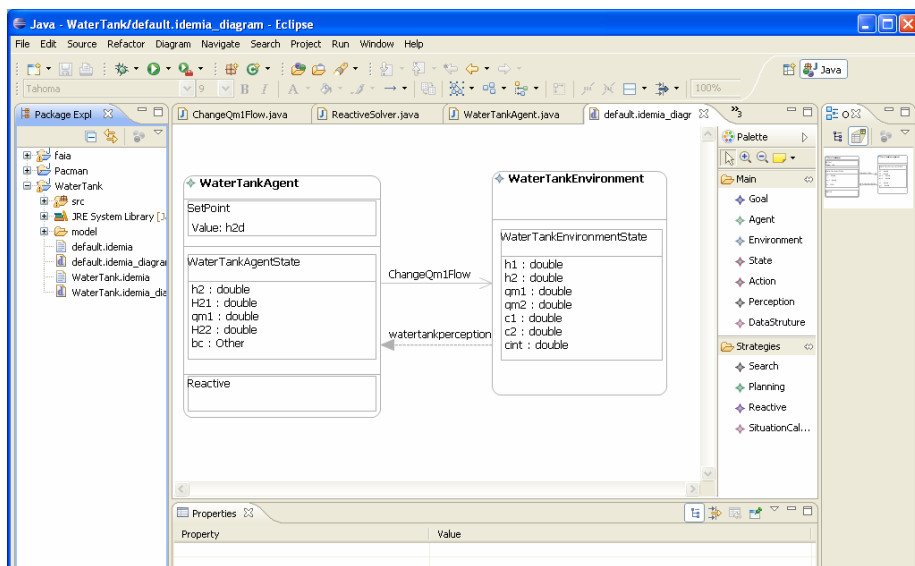 Java - WaterTank/default.idemia_diagram - Eclipse
File Edit Source Refactor Diagram Navigate Search Project Run Window Help
Java
Tahoma 9 B I A 100%
Package Expl
ChangeQm1Flow.java ReactiveSolver.java WaterTankAgent.java default.idemia_diagr 3
faia
Pacman
WaterTank
src
JRE System Library [J
model
default.idemia
default.idemia_diagra
WaterTank.idemia
WaterTank.idemia_dia
WaterTankAgent
SetPoint
Value: h2d
WaterTankAgentState
h2 : double
H21 : double
qm1 : double
H22 : double
bc : Other
Reactive
ChangeQm1Flow
watertankperception
WaterTankEnvironment
WaterTankEnvironmentState
h1 : double
h2 : double
qm1 : double
qm2 : double
c1 : double
c2 : double
cint : double
Palette
Main
Goal
Agent
Environment
State
Action
Perception
DataStruture
Strategies
Search
Planning
Reactive
SituationCal...
O
Properties
Property Value